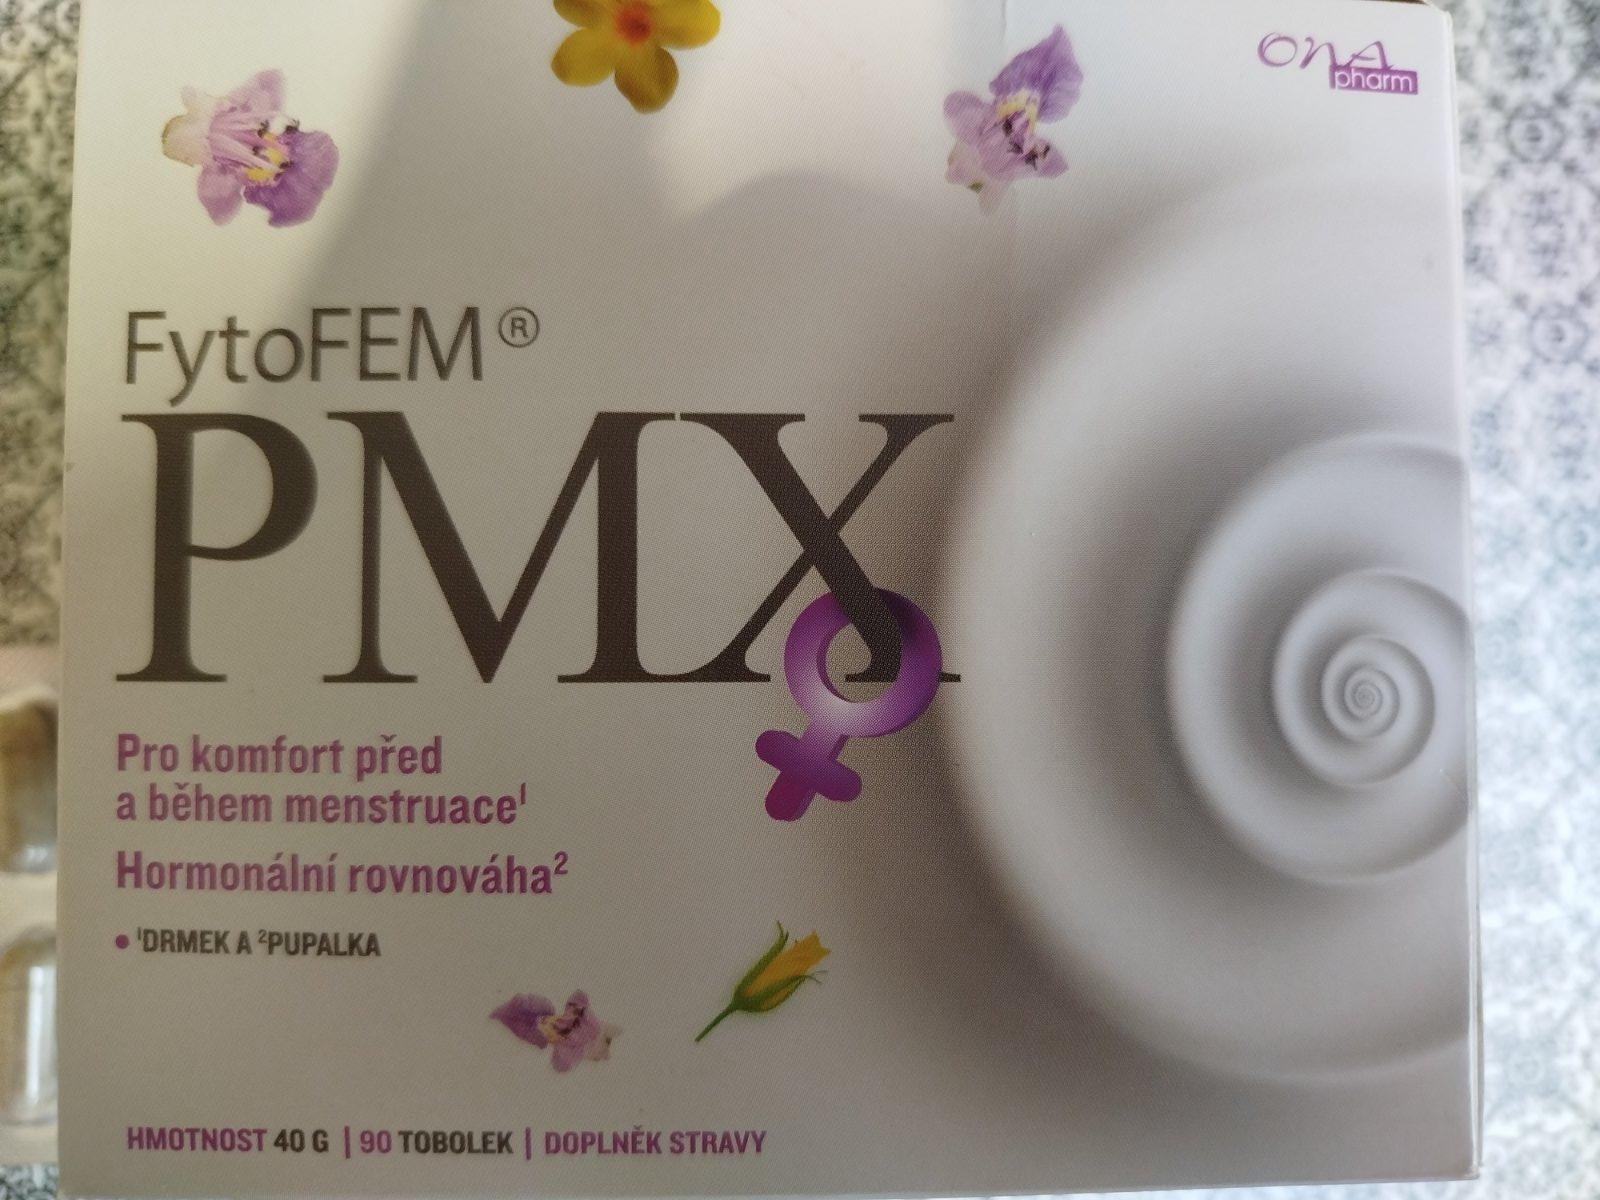 ONA
pharm
FytoFEM®
PMX
Pro komfort před
a během menstruace¹
Hormonální rovnováha²
• ¹DRMEK A ²PUPALKA
HMOTNOST 40 G | 90 TOBOLEK | DOPLNĚK STRAVY